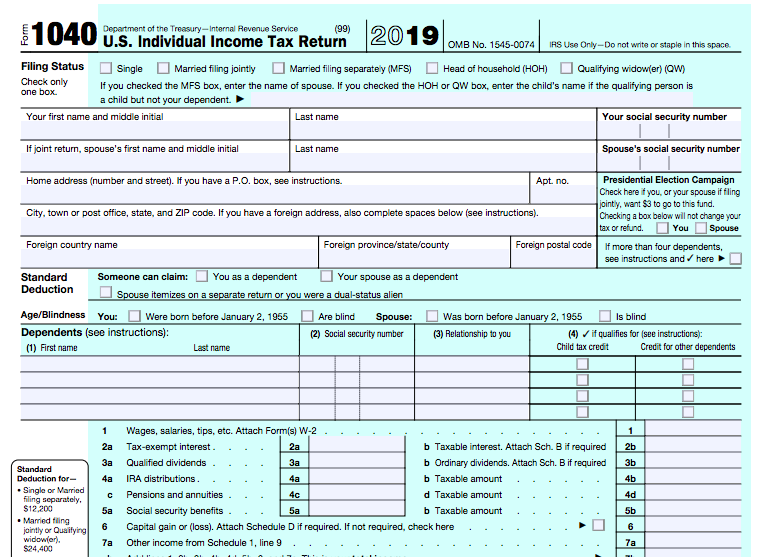 Form 1040 Department of the Treasury—Internal Revenue Service (99) U.S. Individual Income Tax Return 2019 OMB No. 1545-0074 IRS Use Only—Do not write or staple in this space.
Filing Status
Check only one box.
Single Married filing jointly Married filing separately (MFS) Head of household (HOH) Qualifying widow(er) (QW)
If you checked the MFS box, enter the name of spouse. If you checked the HOH or QW box, enter the child's name if the qualifying person is
a child but not your dependent. ▶
Your first name and middle initial Last name Your social security number
If joint return, spouse's first name and middle initial Last name Spouse's social security number
Home address (number and street). If you have a P.O. box, see instructions. Apt. no.
Presidential Election Campaign
Check here if you, or your spouse if filing
jointly, want $3 to go to this fund.
Checking a box below will not change your
tax or refund. You Spouse
City, town or post office, state, and ZIP code. If you have a foreign address, also complete spaces below (see instructions).
Foreign country name Foreign province/state/county Foreign postal code
If more than four dependents,
see instructions and ✓ here ▶
Standard
Deduction
Someone can claim: You as a dependent Your spouse as a dependent
Spouse itemizes on a separate return or you were a dual-status alien
Age/Blindness You: Were born before January 2, 1955 Are blind Spouse: Was born before January 2, 1955 Is blind
Dependents (see instructions): (2) Social security number (3) Relationship to you (4) ✓ if qualifies for (see instructions):
(1) First name Last name Child tax credit Credit for other dependents
1 Wages, salaries, tips, etc. Attach Form(s) W-2 . . . . . . . . . . . . . . . . 1
2a Tax-exempt interest . . . . 2a b Taxable interest. Attach Sch. B if required 2b
3a Qualified dividends . . . . 3a b Ordinary dividends. Attach Sch. B if required 3b
4a IRA distributions . . . . . 4a b Taxable amount . . . . . . 4b
c Pensions and annuities . . . 4c d Taxable amount . . . . . . 4d
5a Social security benefits . . . 5a b Taxable amount . . . . . . 5b
6 Capital gain or (loss). Attach Schedule D if required. If not required, check here . . . . . . ▶ 6
7a Other income from Schedule 1, line 9 . . . . . . . . . . . . . . . . . 7a
Standard
Deduction for—
• Single or Married
filing separately,
$12,200
• Married filing
jointly or Qualifying
widow(er),
$24,400